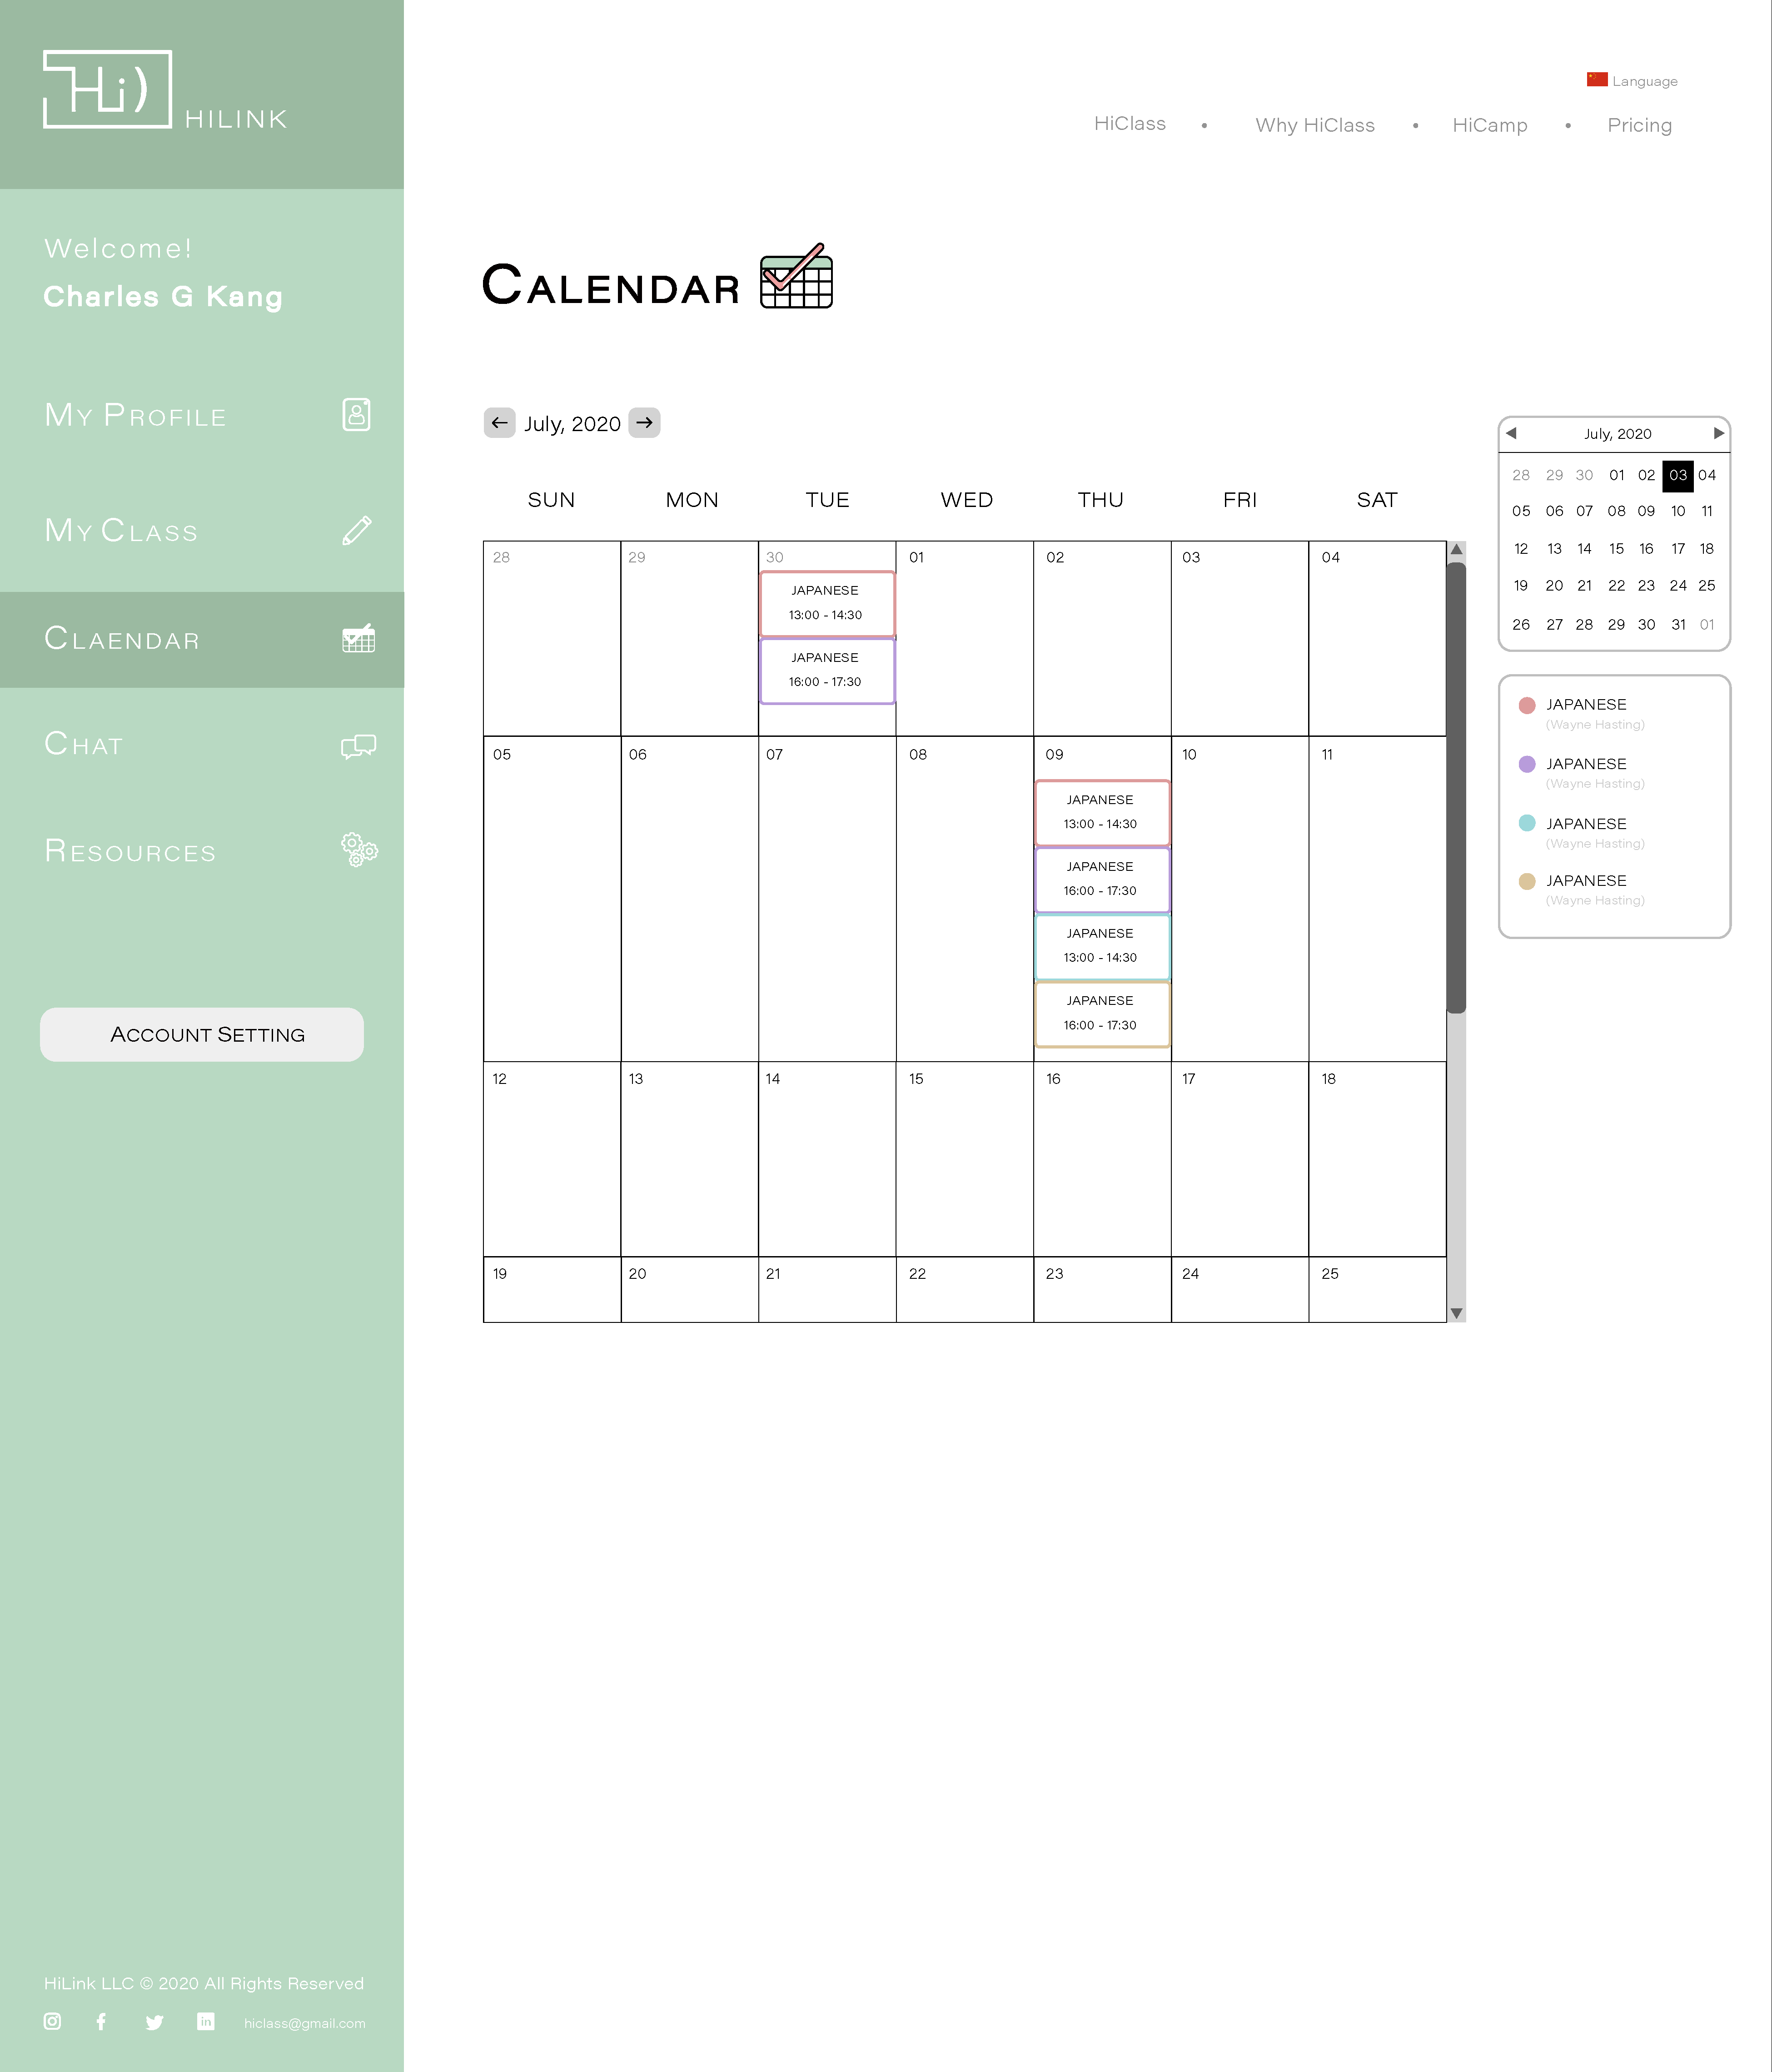 Hi)
HILINK
Language
HiClass • Why HiClass • HiCamp • Pricing
Welcome!
Charles G Kang
MY PROFILE
MY CLASS
CLAENDAR
CHAT
RESOURCES
ACCOUNT SETTING
CALENDAR
← July, 2020 →
SUN MON TUE WED THU FRI SAT
28 29 30 01 02 03 04
JAPANESE
13:00 - 14:30
JAPANESE
16:00 - 17:30
05 06 07 08 09 10 11
JAPANESE
13:00 - 14:30
JAPANESE
16:00 - 17:30
JAPANESE
13:00 - 14:30
JAPANESE
16:00 - 17:30
12 13 14 15 16 17 18
19 20 21 22 23 24 25
July, 2020
28 29 30 01 02 03 04
05 06 07 08 09 10 11
12 13 14 15 16 17 18
19 20 21 22 23 24 25
26 27 28 29 30 31 01
JAPANESE
(Wayne Hasting)
JAPANESE
(Wayne Hasting)
JAPANESE
(Wayne Hasting)
JAPANESE
(Wayne Hasting)
HiLink LLC © 2020 All Rights Reserved
hiclass@gmail.com